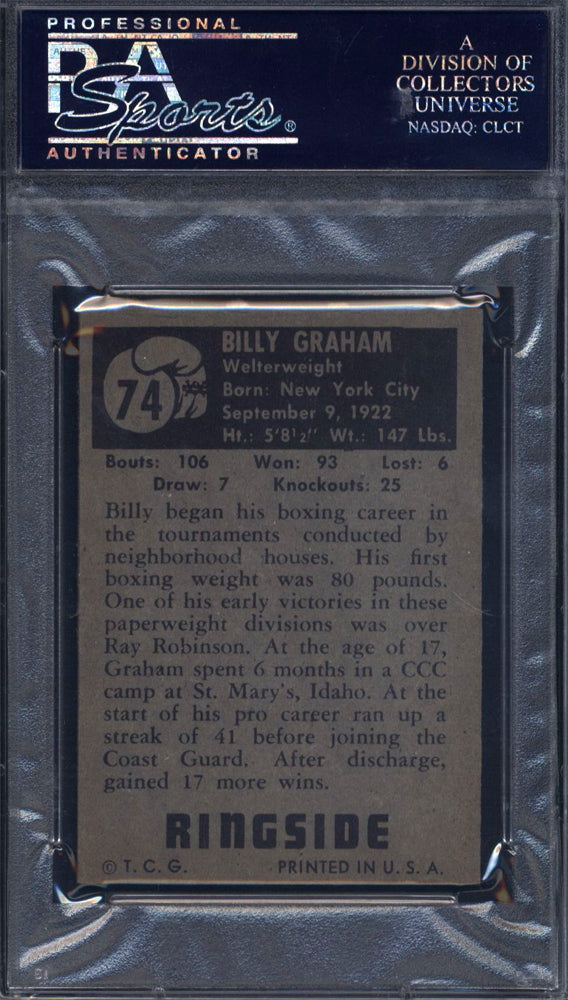 PROFESSIONAL
PSA
Sports®
AUTHENTICATOR
A
DIVISION OF
COLLECTORS
UNIVERSE
NASDAQ: CLCT
74
BILLY GRAHAM
Welterweight
Born: New York City
September 9, 1922
Ht.: 5'8½" Wt.: 147 Lbs.
Bouts: 106 Won: 93 Lost: 6
Draw: 7 Knockouts: 25
Billy began his boxing career in
the tournaments conducted by
neighborhood houses. His first
boxing weight was 80 pounds.
One of his early victories in these
paperweight divisions was over
Ray Robinson. At the age of 17,
Graham spent 6 months in a CCC
camp at St. Mary's, Idaho. At the
start of his pro career ran up a
streak of 41 before joining the
Coast Guard. After discharge,
gained 17 more wins.
RINGSIDE
© T. C. G. PRINTED IN U. S. A.